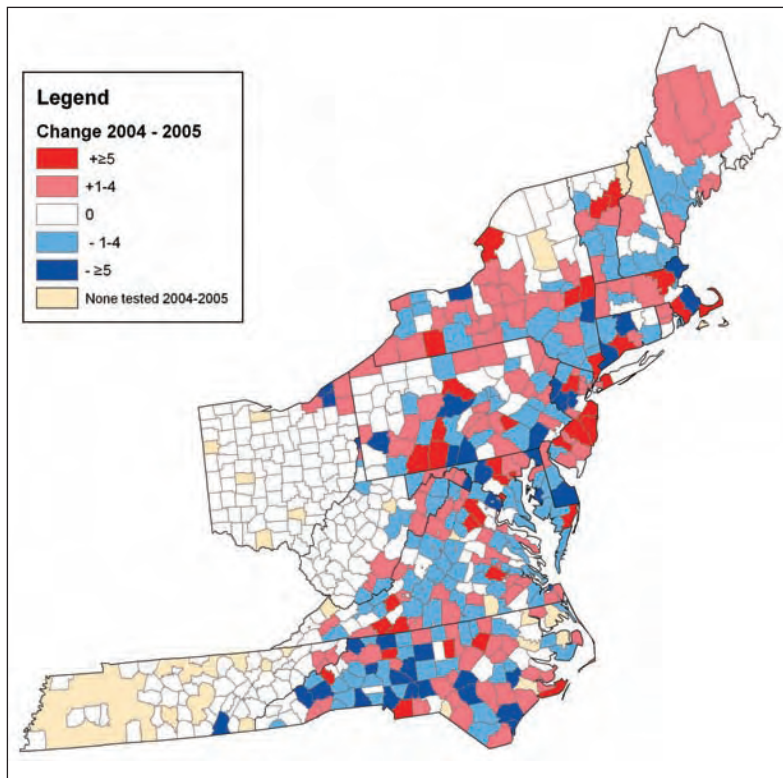 Legend
Change 2004 - 2005
+≥5
+1-4
0
- 1-4
- ≥5
None tested 2004-2005